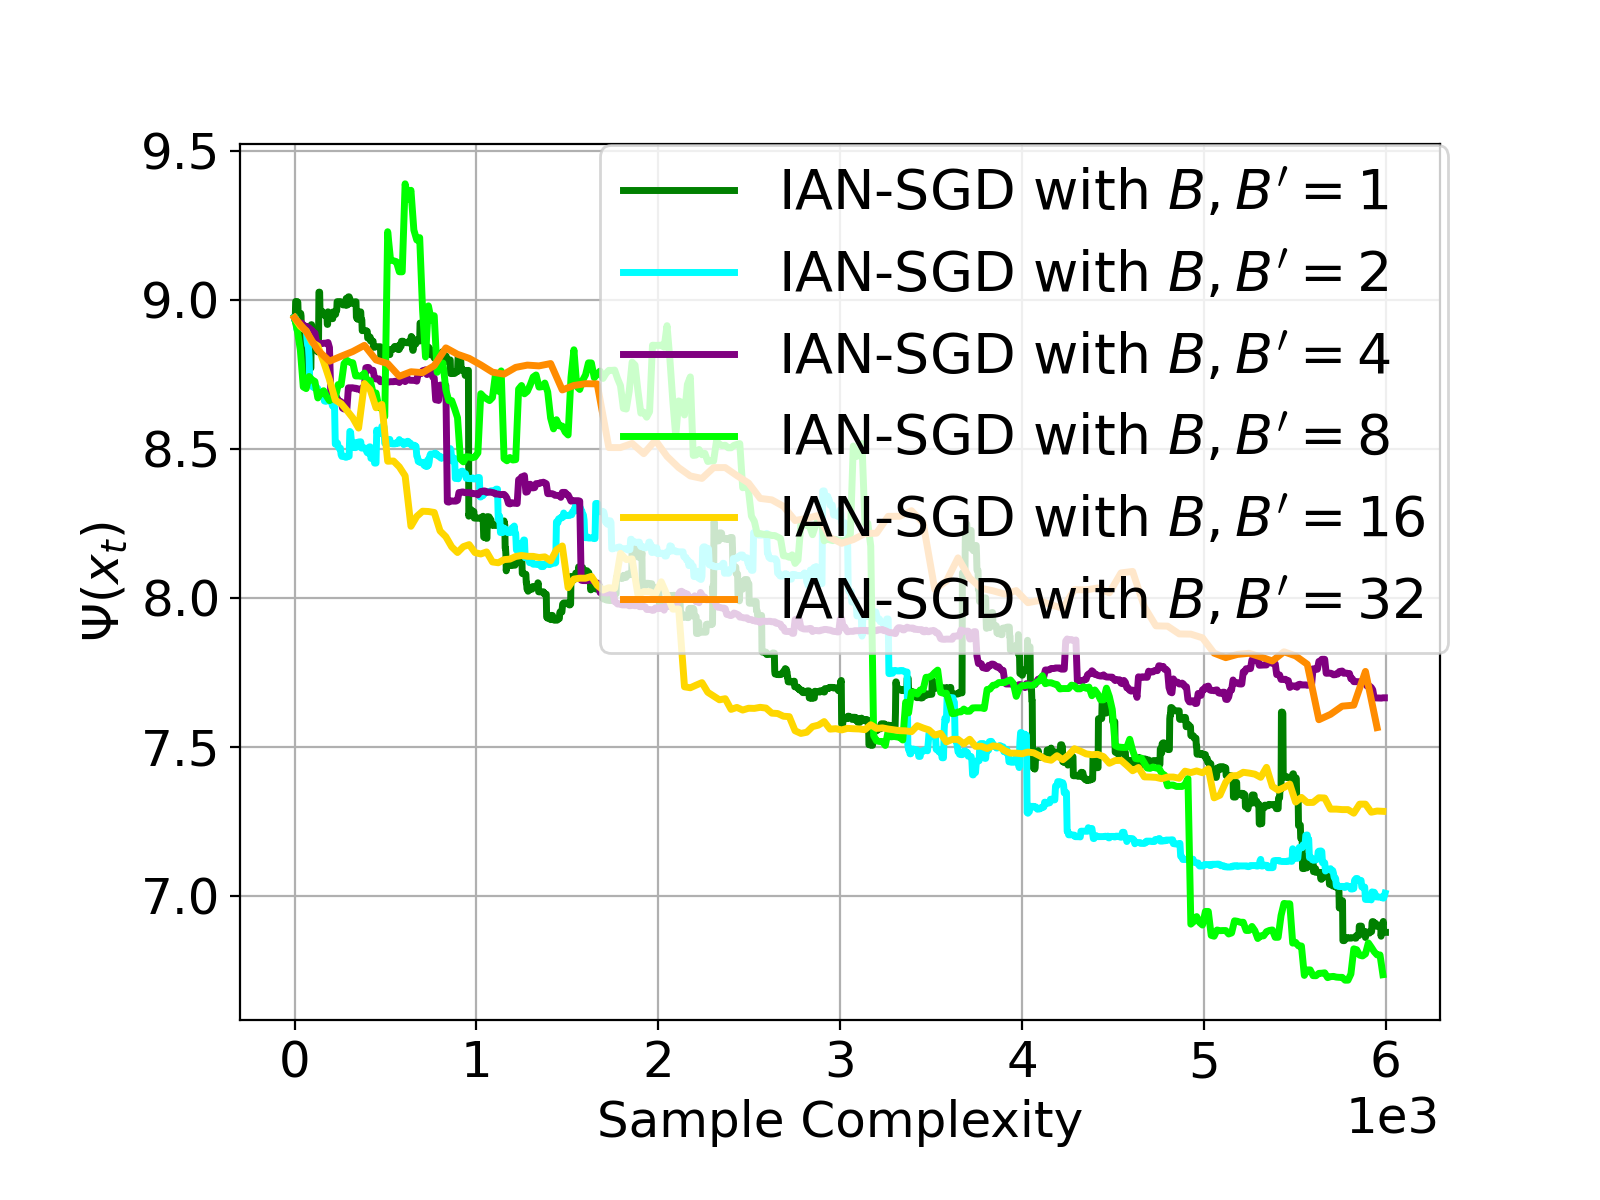 9.5
9.0
8.5
8.0
7.5
7.0
Ψ(x_t)
IAN-SGD with B, B′ = 1
IAN-SGD with B, B′ = 2
IAN-SGD with B, B′ = 4
IAN-SGD with B, B′ = 8
IAN-SGD with B, B′ = 16
IAN-SGD with B, B′ = 32
0 1 2 3 4 5 6
1e3
Sample Complexity